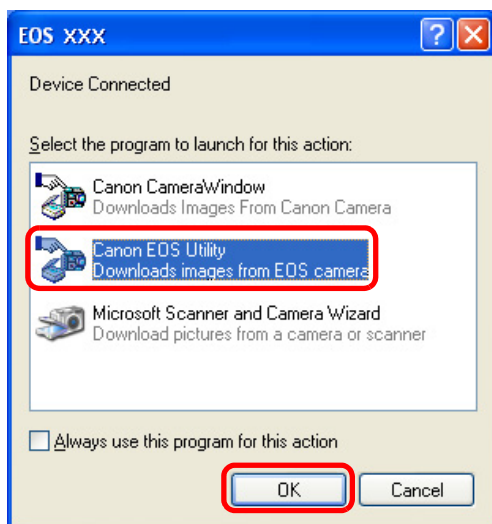 EOS XXX
Device Connected
Select the program to launch for this action:
Canon CameraWindow
Downloads Images From Canon Camera
Canon EOS Utility
Downloads images from EOS camera
Microsoft Scanner and Camera Wizard
Download pictures from a camera or scanner
Always use this program for this action
OK Cancel